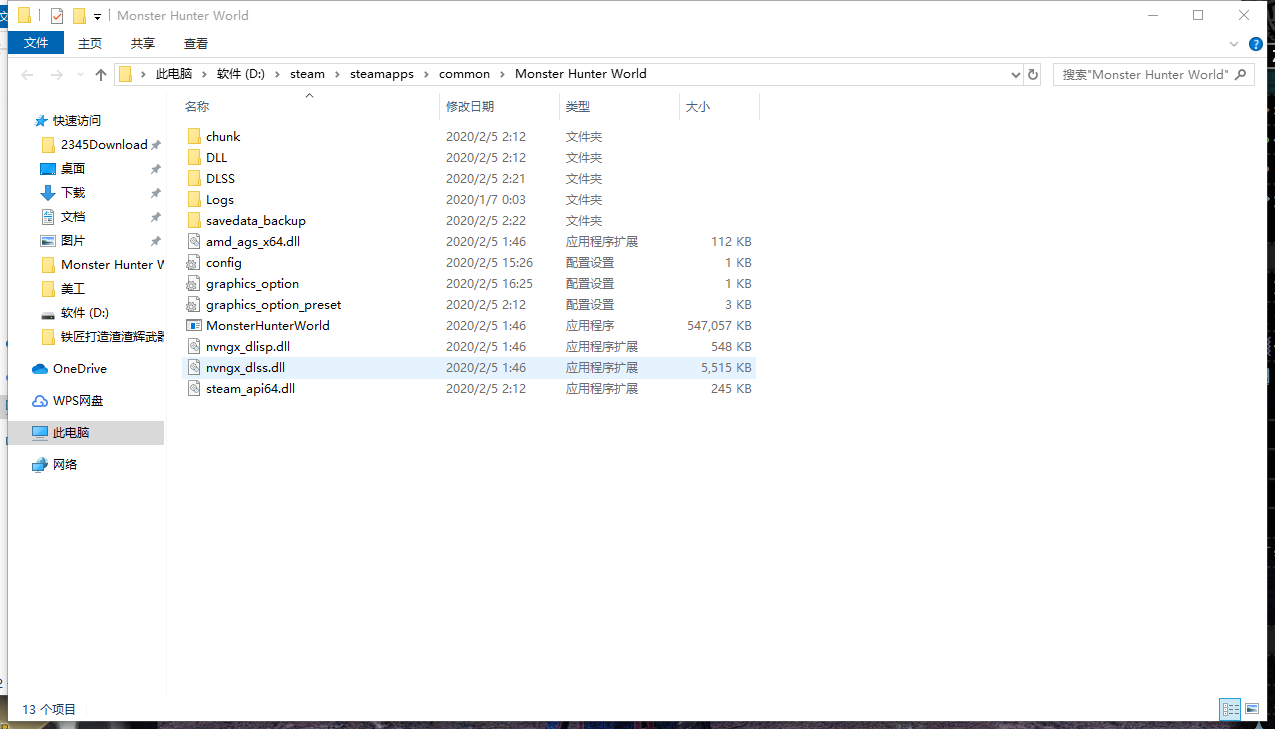 Monster Hunter World
文件 主页 共享 查看
此电脑 软件 (D:) steam steamapps common Monster Hunter World
搜索"Monster Hunter World"
名称 修改日期 类型 大小
快速访问
2345Download
桌面
下载
文档
图片
Monster Hunter W
美工
软件 (D:)
铁匠打造渣渣辉武器
OneDrive
WPS网盘
此电脑
网络
chunk 2020/2/5 2:12 文件夹
DLL 2020/2/5 2:12 文件夹
DLSS 2020/2/5 2:21 文件夹
Logs 2020/1/7 0:03 文件夹
savedata_backup 2020/2/5 2:22 文件夹
amd_ags_x64.dll 2020/2/5 1:46 应用程序扩展 112 KB
config 2020/2/5 15:26 配置设置 1 KB
graphics_option 2020/2/5 16:25 配置设置 1 KB
graphics_option_preset 2020/2/5 2:12 配置设置 3 KB
MonsterHunterWorld 2020/2/5 1:46 应用程序 547,057 KB
nvngx_dlisp.dll 2020/2/5 1:46 应用程序扩展 548 KB
nvngx_dlss.dll 2020/2/5 1:46 应用程序扩展 5,515 KB
steam_api64.dll 2020/2/5 2:12 应用程序扩展 245 KB
13 个项目